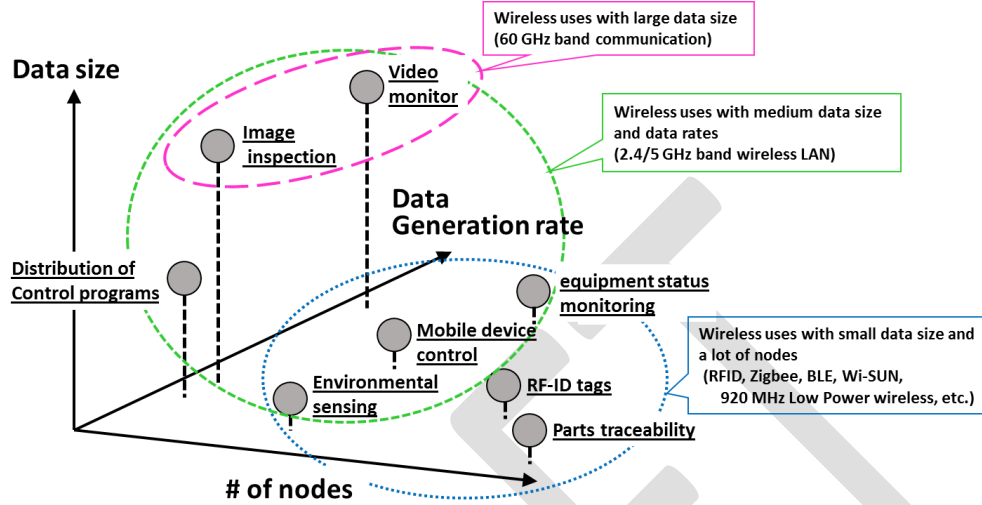 Wireless uses with large data size
(60 GHz band communication)
Data size
Video
monitor
Wireless uses with medium data size
and data rates
(2.4/5 GHz band wireless LAN)
Image
inspection
Data
Generation rate
Distribution of
Control programs
equipment status
monitoring
Mobile device
control
Wireless uses with small data size and
a lot of nodes
(RFID, Zigbee, BLE, Wi-SUN,
920 MHz Low Power wireless, etc.)
Environmental
sensing
RF-ID tags
Parts traceability
# of nodes